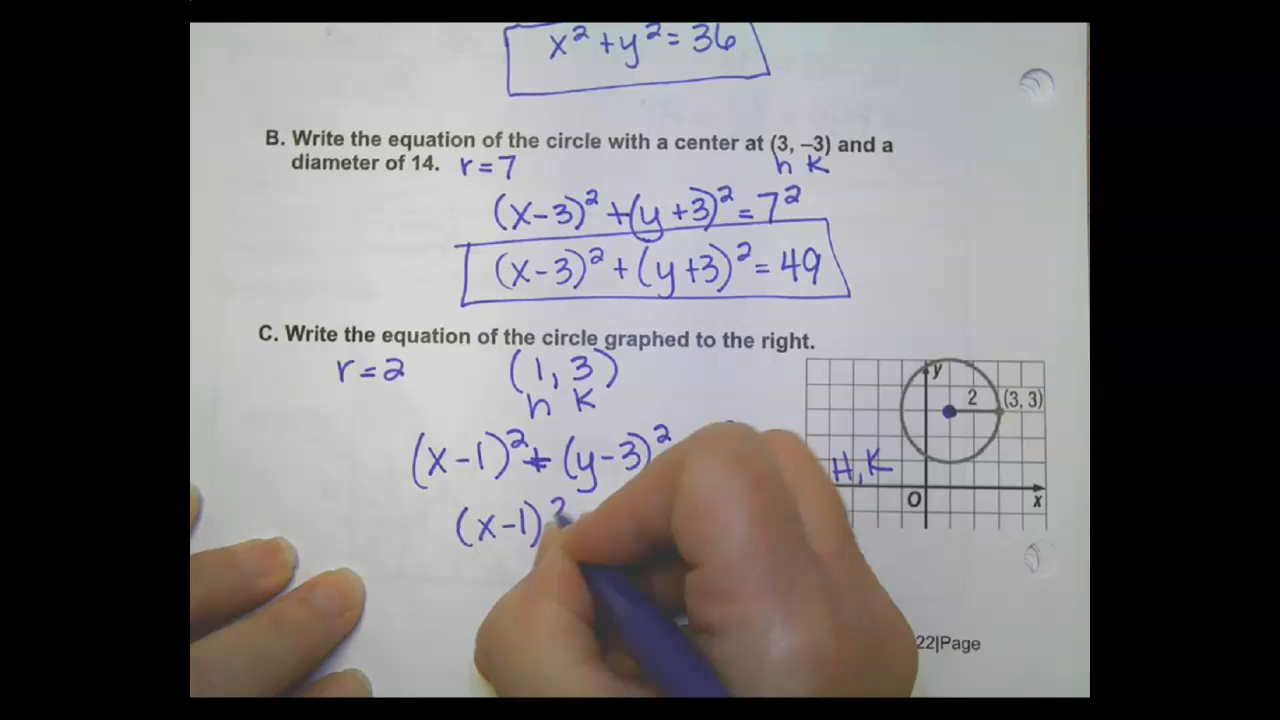 x² + y² = 36
B. Write the equation of the circle with a center at (3, –3) and a
diameter of 14. r = 7 h K
(x-3)² + (y+3)² = 7²
(x-3)² + (y+3)² = 49
C. Write the equation of the circle graphed to the right.
r = 2 (1, 3)
h K
y
2 (3, 3)
(x-1)² + (y-3)²
H, K
O x
(x-1)²
22|Page